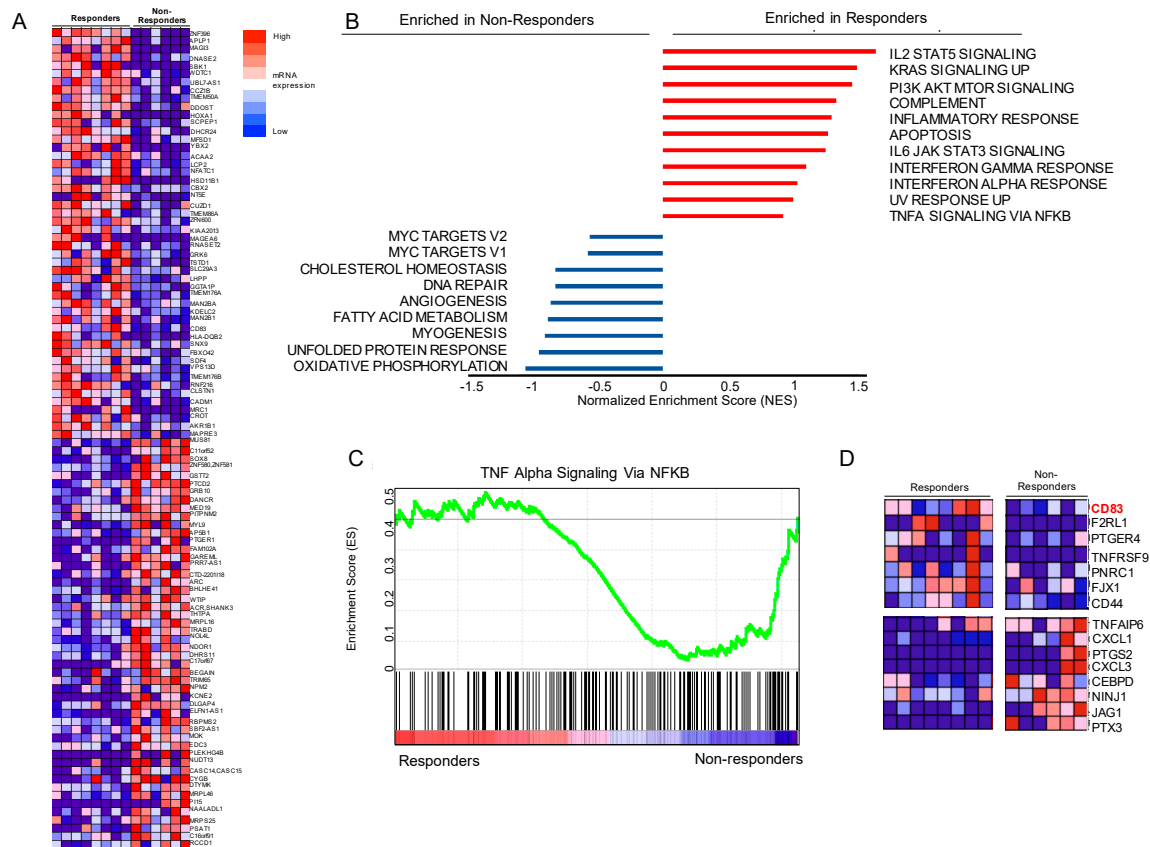 A
Responders
Non-
Responders
ZNF396
APLP1
MAGI3
DNASE2
SBK1
WDTC1
UBL7-AS1
CCZ1B
TMEM50A
DDOST
HOXA1
SCPEP1
DHCR24
MFSD1
YBX2
ACAA2
LCP2
NFATC1
HSD11B1
CBX2
NT5E
CUZD1
TMEM86A
ZFN600
KIAA2013
MAGEA6
RNASET2
GRK6
TSTD1
SLC29A3
LHPP
GGTA1P
TMEM176A
MAN2BA
KDELC2
MAN2B1
CD83
HLA-DQB2
SNX9
FBXO42
SDF4
VPS13D
TMEM176B
RNF216
CLSTN1
CADM1
MRC1
CROT
AKR1B1
MAPRE3
MUS81
C11orf52
SOX8
ZNF580,ZNF581
GSTT2
PTCD2
GRB10
DANCR
MED19
PITPNM2
MYL9
AP5B1
PTGER1
FAM102A
GAREML
PRR7-AS1
CTD-2201I18
ARC
BHLHE41
WTIP
ACR,SHANK3
THTPA
MRPL16
TRABD
NOL4L
NDOR1
DHRS11
C17orf67
BEGAIN
TRIM65
NPM2
KCNE2
DLGAP4
ELFN1-AS1
RBPMS2
SBF2-AS1
MOK
EDC3
PLEKHG4B
NUDT13
CASC14,CASC15
CYGB
DTYMK
MRPL46
PI15
NAALADL1
MRPS25
PSAT1
C16orf91
RCCD1
High
mRNA
expression
Low
B
Enriched in Non-Responders
Enriched in Responders
IL2 STAT5 SIGNALING
KRAS SIGNALING UP
PI3K AKT MTOR SIGNALING
COMPLEMENT
INFLAMMATORY RESPONSE
APOPTOSIS
IL6 JAK STAT3 SIGNALING
INTERFERON GAMMA RESPONSE
INTERFERON ALPHA RESPONSE
UV RESPONSE UP
TNFA SIGNALING VIA NFKB
MYC TARGETS V2
MYC TARGETS V1
CHOLESTEROL HOMEOSTASIS
DNA REPAIR
ANGIOGENESIS
FATTY ACID METABOLISM
MYOGENESIS
UNFOLDED PROTEIN RESPONSE
OXIDATIVE PHOSPHORYLATION
-1.5 -1 -0.5 0 0.5 1 1.5
Normalized Enrichment Score (NES)
C
TNF Alpha Signaling Via NFKB
Enrichment Score (ES)
0.5
0.4
0.3
0.2
0.1
0
Responders
Non-responders
D
Responders
Non-
Responders
CD83
F2RL1
PTGER4
TNFRSF9
PNRC1
FJX1
CD44
TNFAIP6
CXCL1
PTGS2
CXCL3
CEBPD
NINJ1
JAG1
PTX3